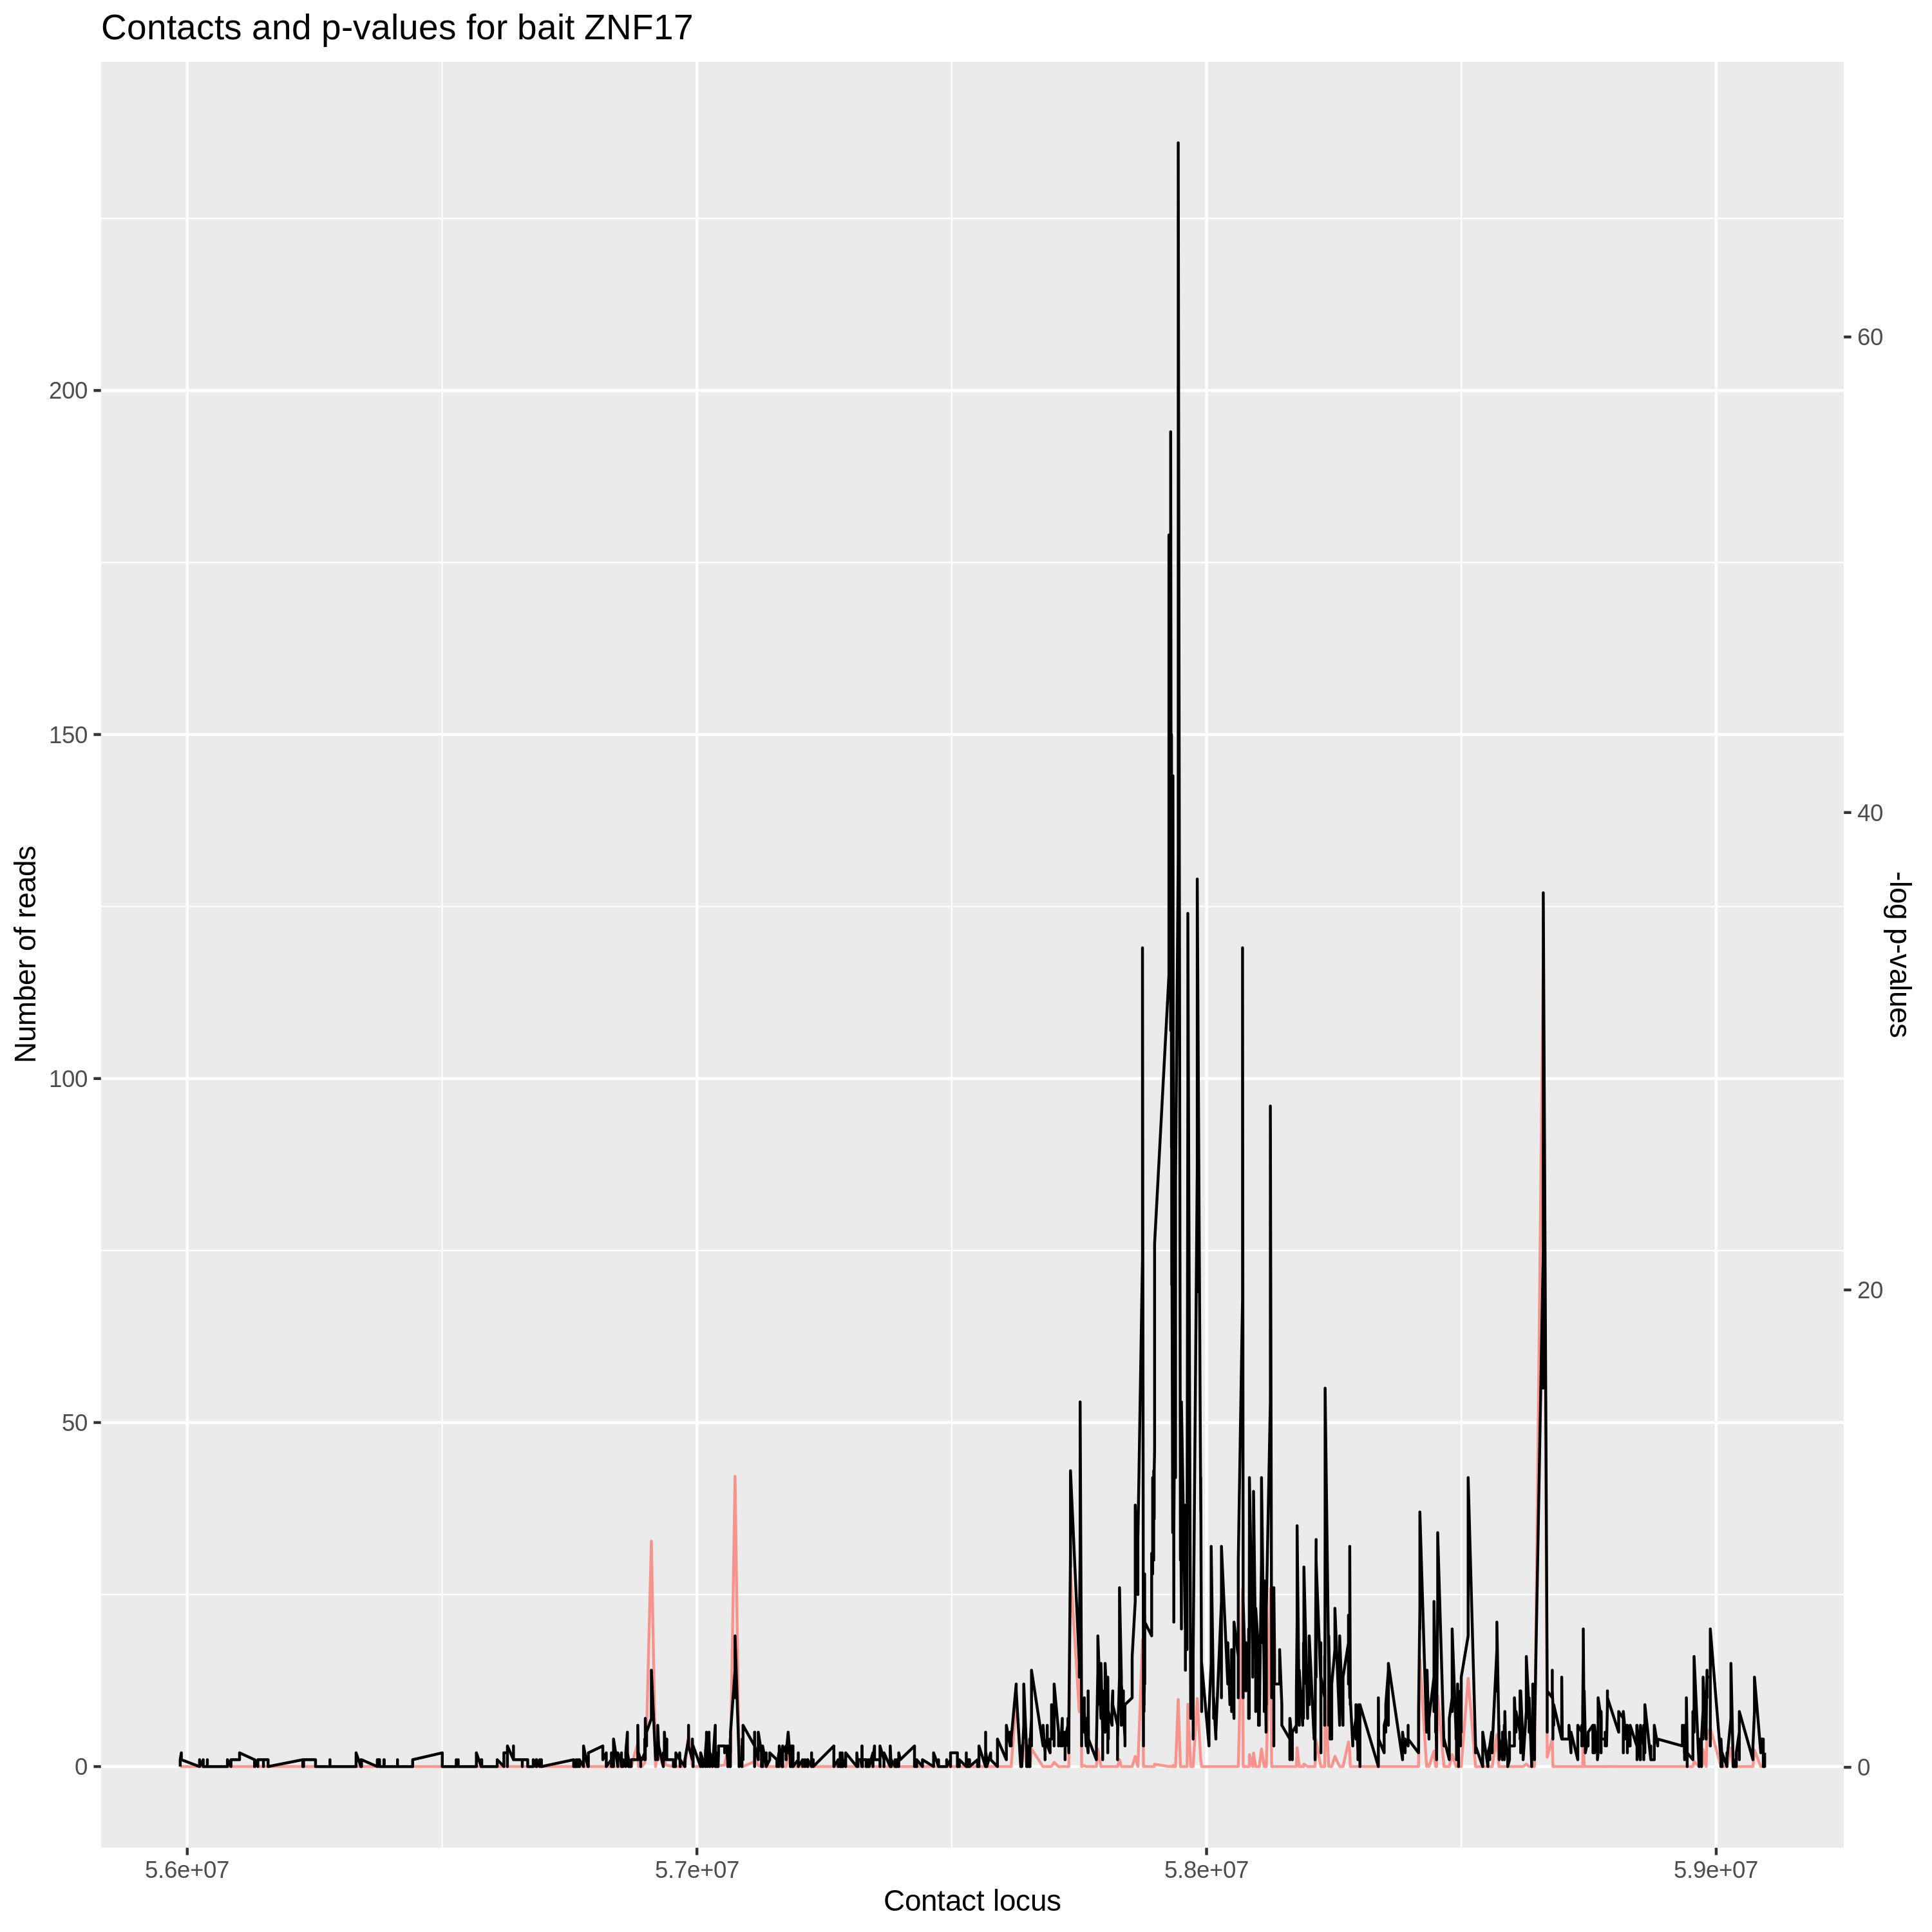 Contacts and p-values for bait ZNF17
Number of reads
200
150
100
50
0
60
40
20
0
-log p-values
5.6e+07
5.7e+07
5.8e+07
5.9e+07
Contact locus